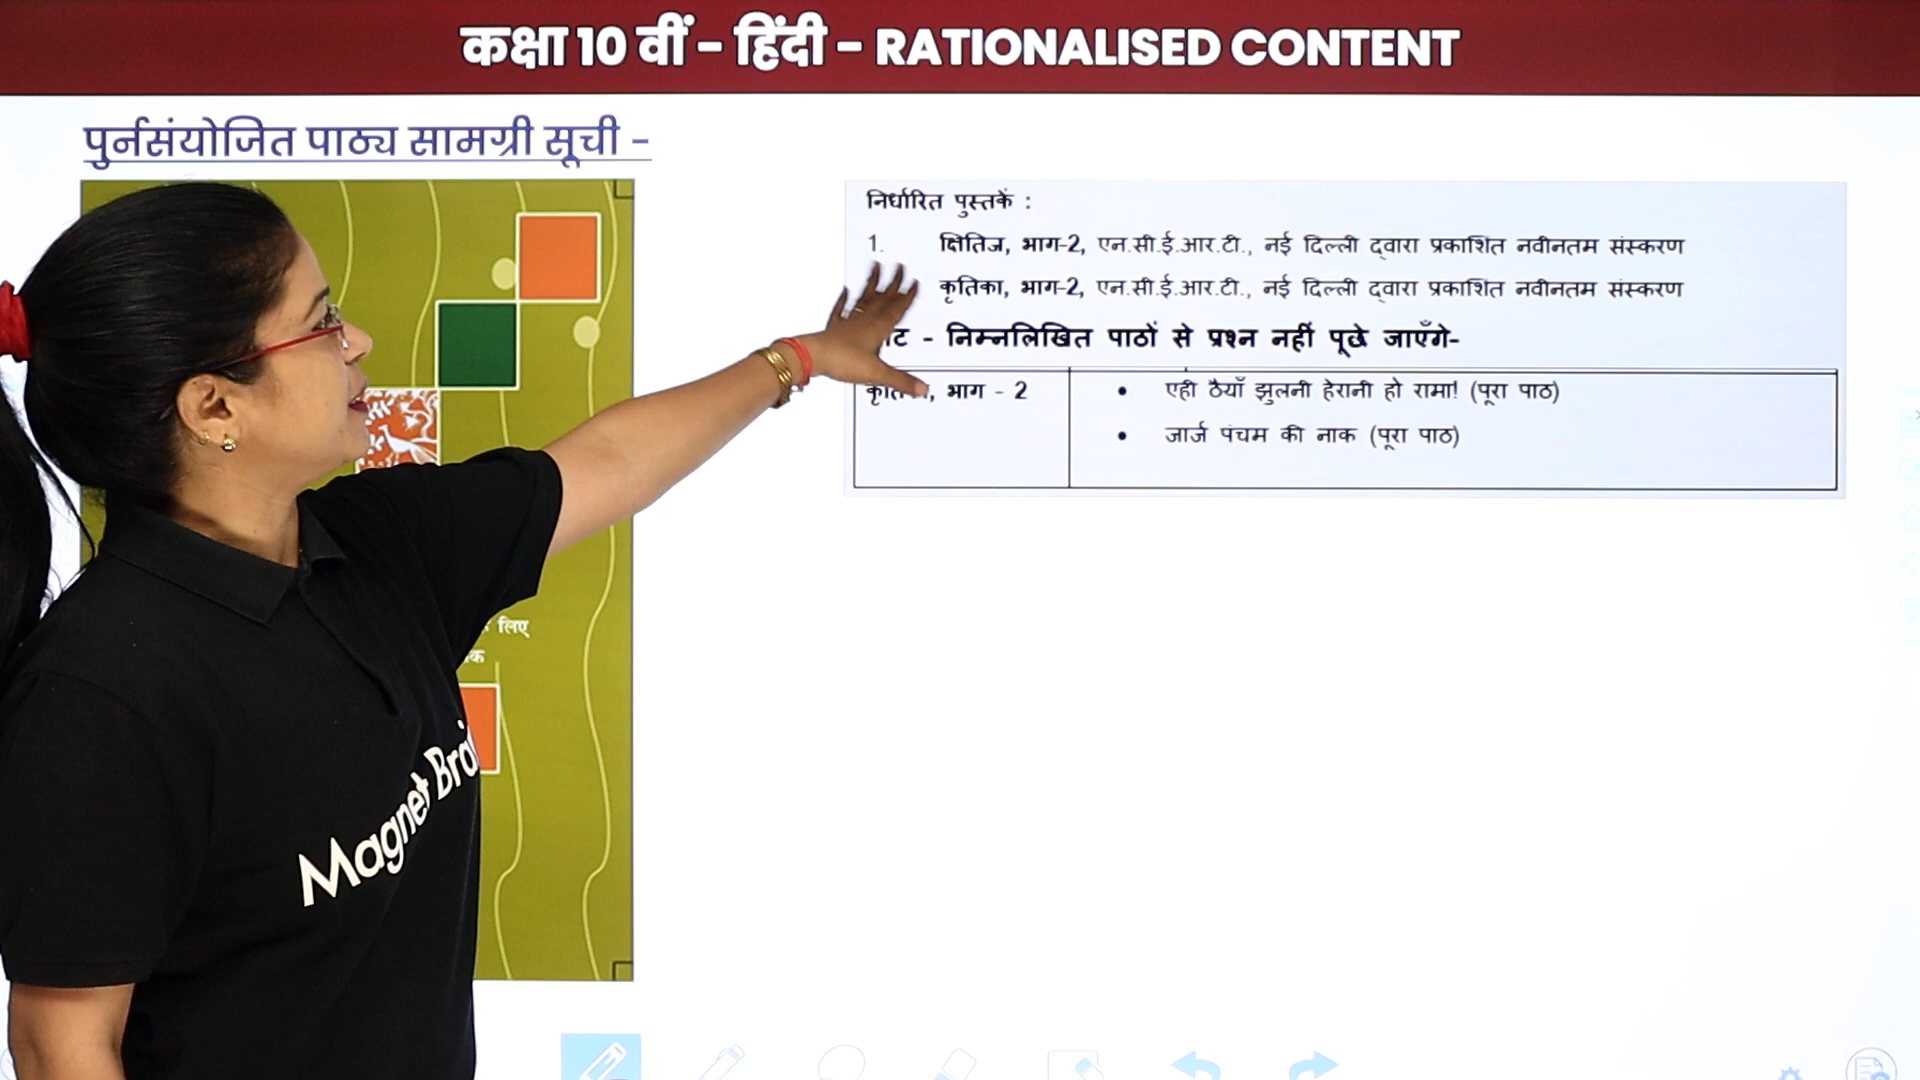 कक्षा 10 वीं - हिंदी - RATIONALISED CONTENT
पुर्नसंयोजित पाठ्य सामग्री सूची -
निर्धारित पुस्तकें :
1. क्षितिज, भाग-2, एन.सी.ई.आर.टी., नई दिल्ली द्वारा प्रकाशित नवीनतम संस्करण
कृतिका, भाग-2, एन.सी.ई.आर.टी., नई दिल्ली द्वारा प्रकाशित नवीनतम संस्करण
- निम्नलिखित पाठों से प्रश्न नहीं पूछे जाएँगे-
भाग - 2
• एही ठैयाँ झुलनी हेरानी हो रामा! (पूरा पाठ)
• जार्ज पंचम की नाक (पूरा पाठ)
लिए
Magnet